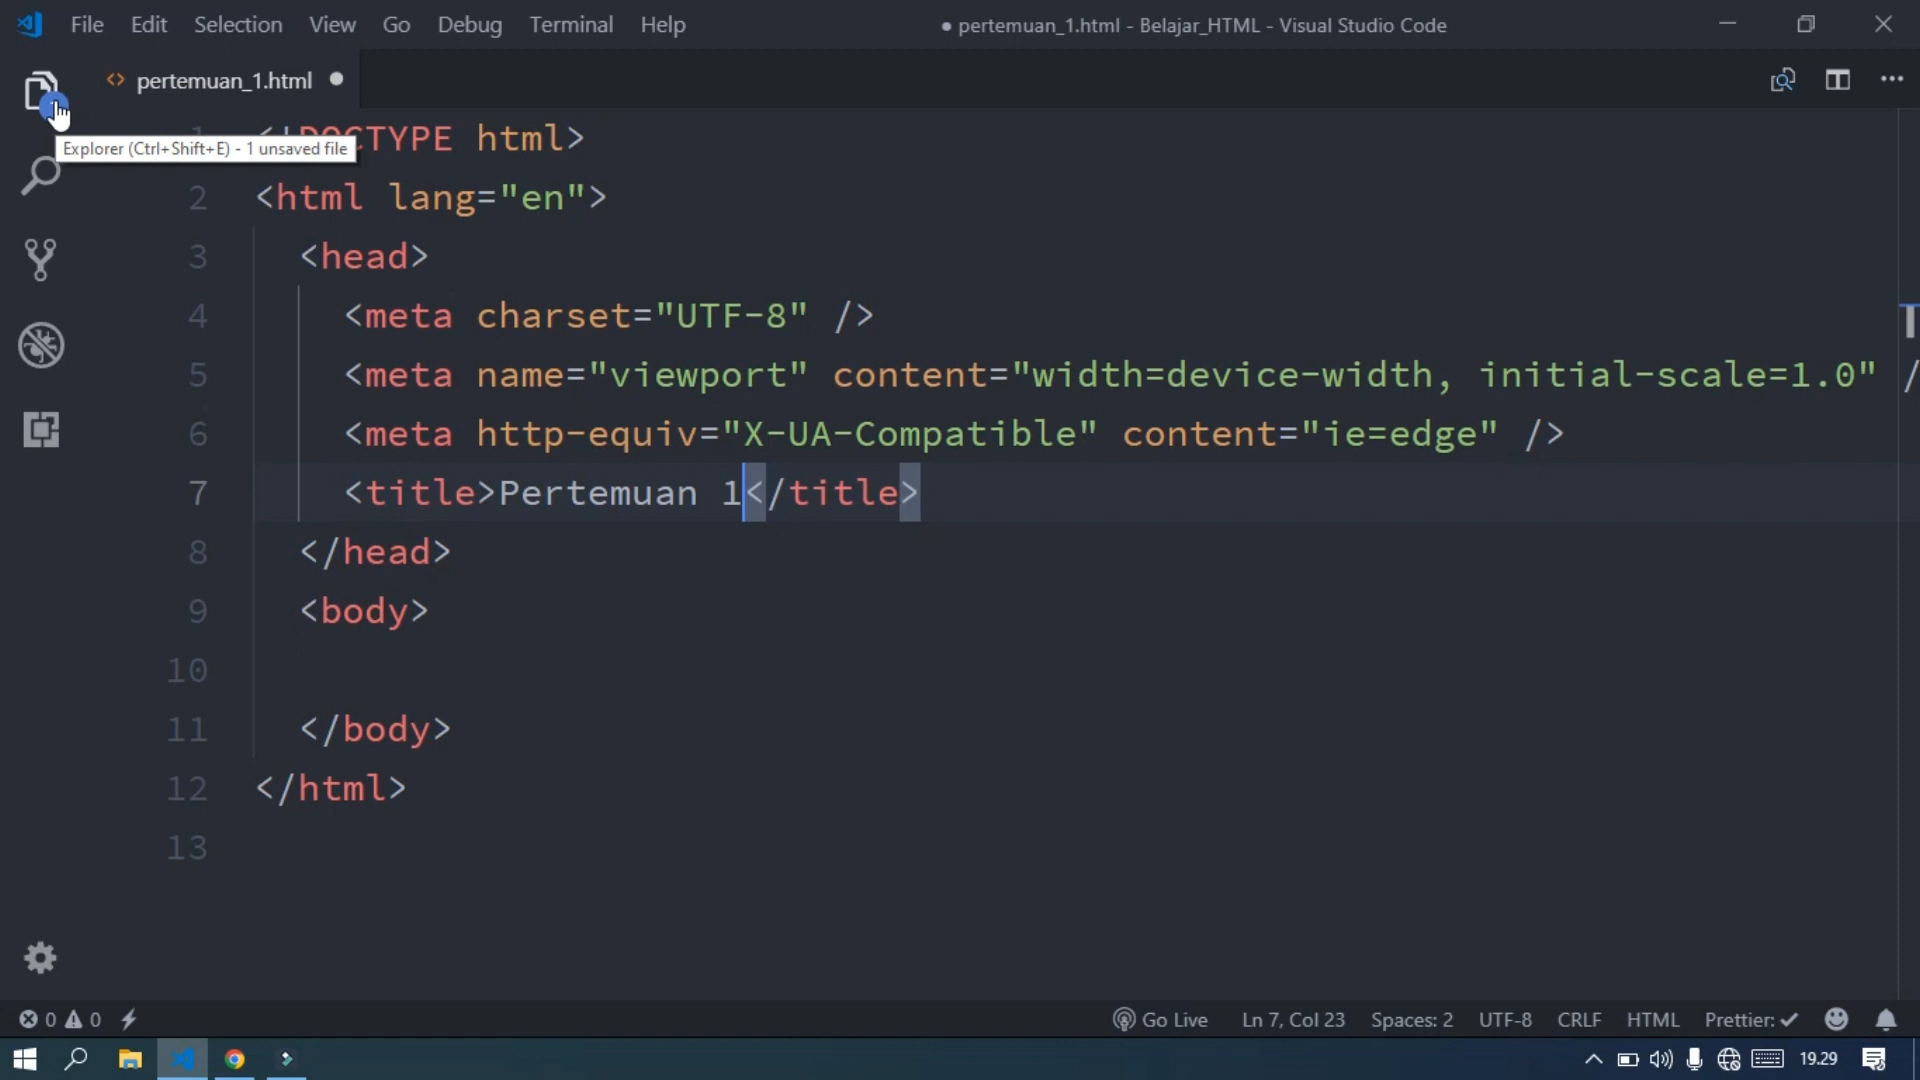 File Edit Selection View Go Debug Terminal Help ● pertemuan_1.html - Belajar_HTML - Visual Studio Code
<> pertemuan_1.html ●
Explorer (Ctrl+Shift+E) - 1 unsaved file
1 <!DOCTYPE html>
2 <html lang="en">
3 <head>
4 <meta charset="UTF-8" />
5 <meta name="viewport" content="width=device-width, initial-scale=1.0" /
6 <meta http-equiv="X-UA-Compatible" content="ie=edge" />
7 <title>Pertemuan 1</title>
8 </head>
9 <body>
10
11 </body>
12 </html>
13
0 0 Go Live Ln 7, Col 23 Spaces: 2 UTF-8 CRLF HTML Prettier: ✓
19.29